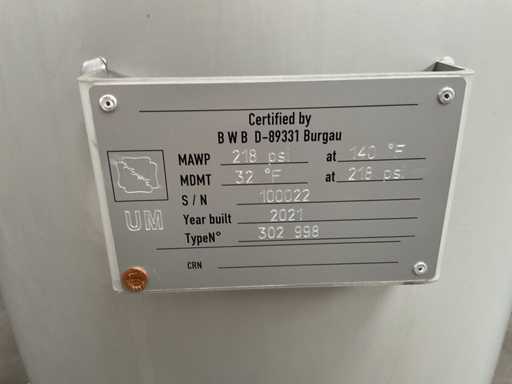 Certified by
B W B D-89331 Burgau
MAWP 218 psi at 140 °F
MDMT 32 °F at 218 psi
S / N 100022
UM
Year built 2021
TypeN° 302 998
CRN